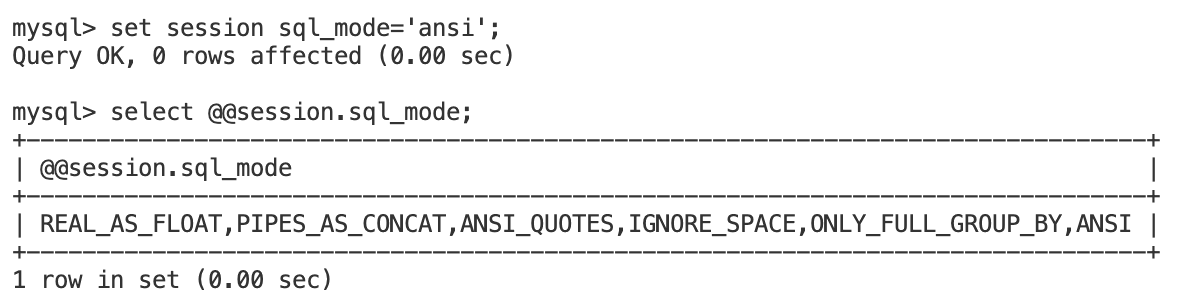 mysql> set session sql_mode='ansi';
Query OK, 0 rows affected (0.00 sec)
mysql> select @@session.sql_mode;
+--------------------------------------------------------------------------------+
| @@session.sql_mode                                                             |
+--------------------------------------------------------------------------------+
| REAL_AS_FLOAT,PIPES_AS_CONCAT,ANSI_QUOTES,IGNORE_SPACE,ONLY_FULL_GROUP_BY,ANSI |
+--------------------------------------------------------------------------------+
1 row in set (0.00 sec)